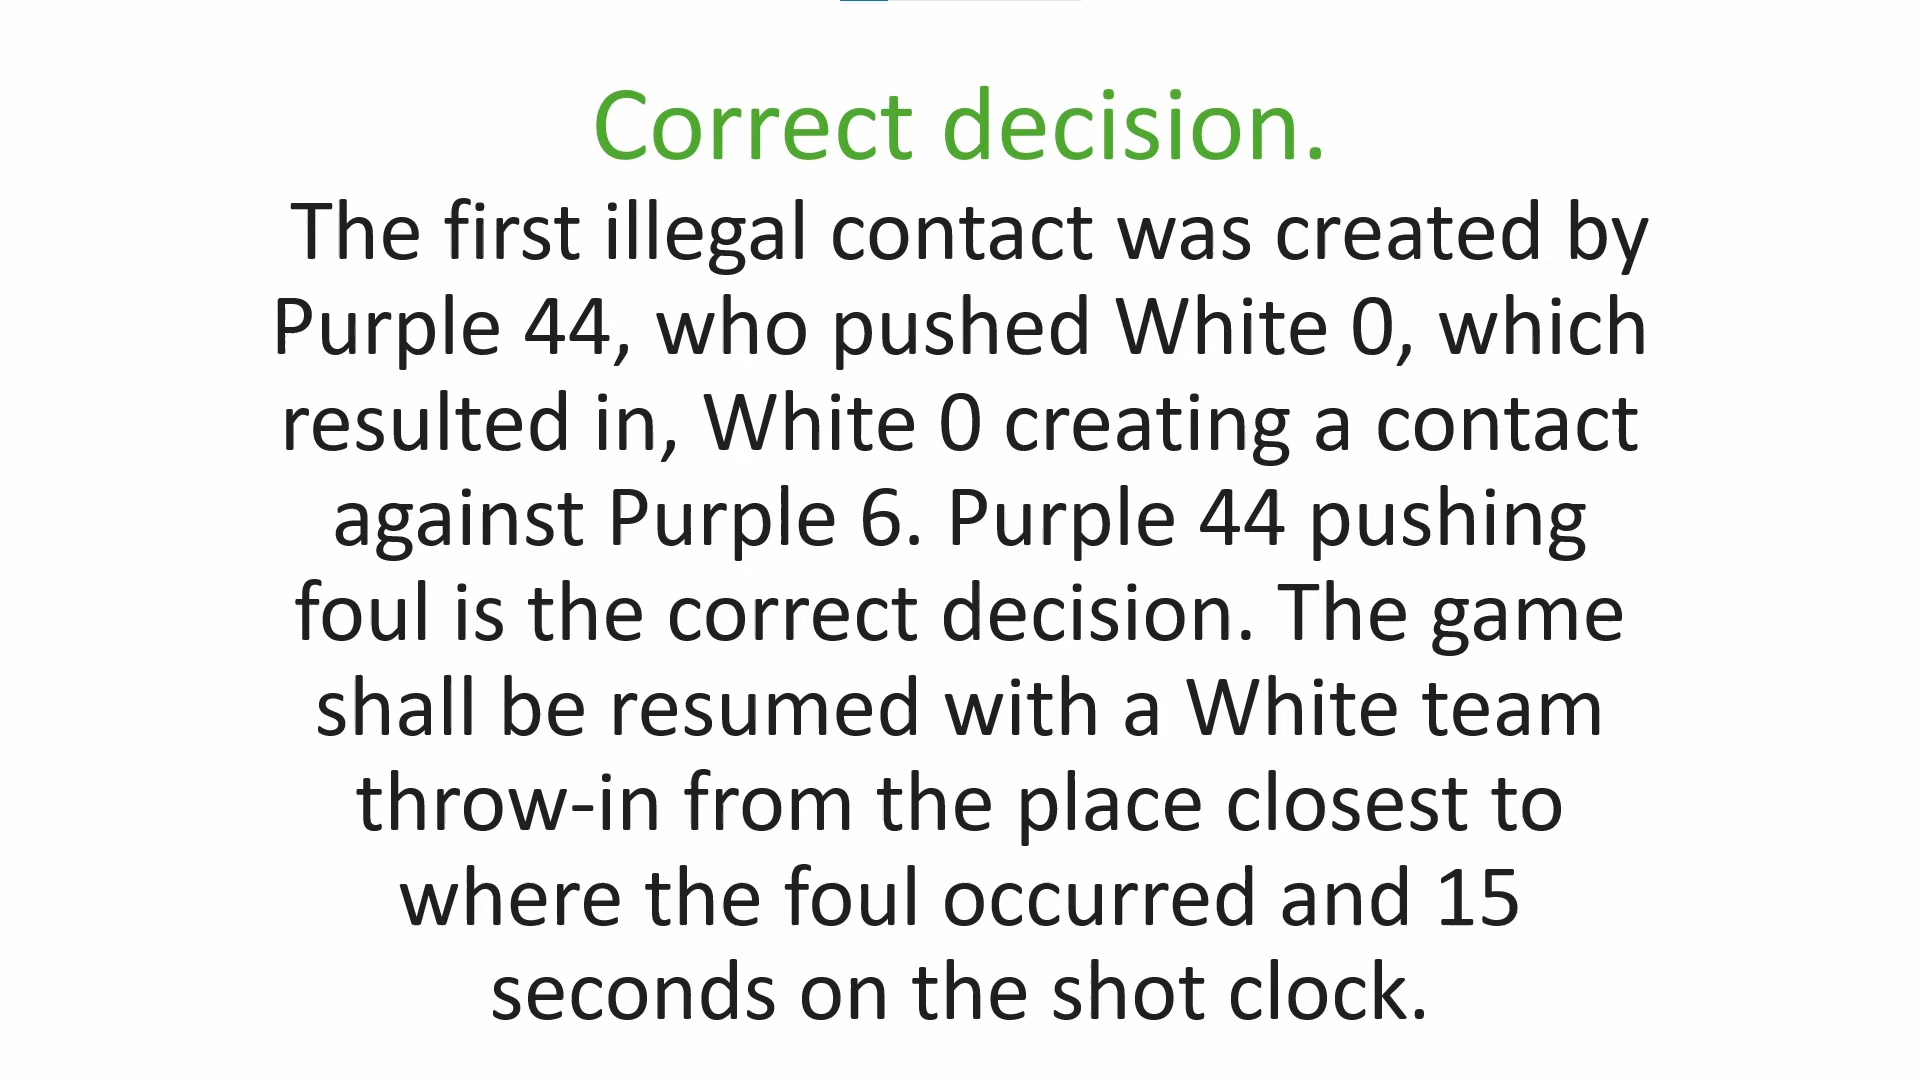 Correct decision.
The first illegal contact was created by
Purple 44, who pushed White 0, which
resulted in, White 0 creating a contact
against Purple 6. Purple 44 pushing
foul is the correct decision. The game
shall be resumed with a White team
throw-in from the place closest to
where the foul occurred and 15
seconds on the shot clock.